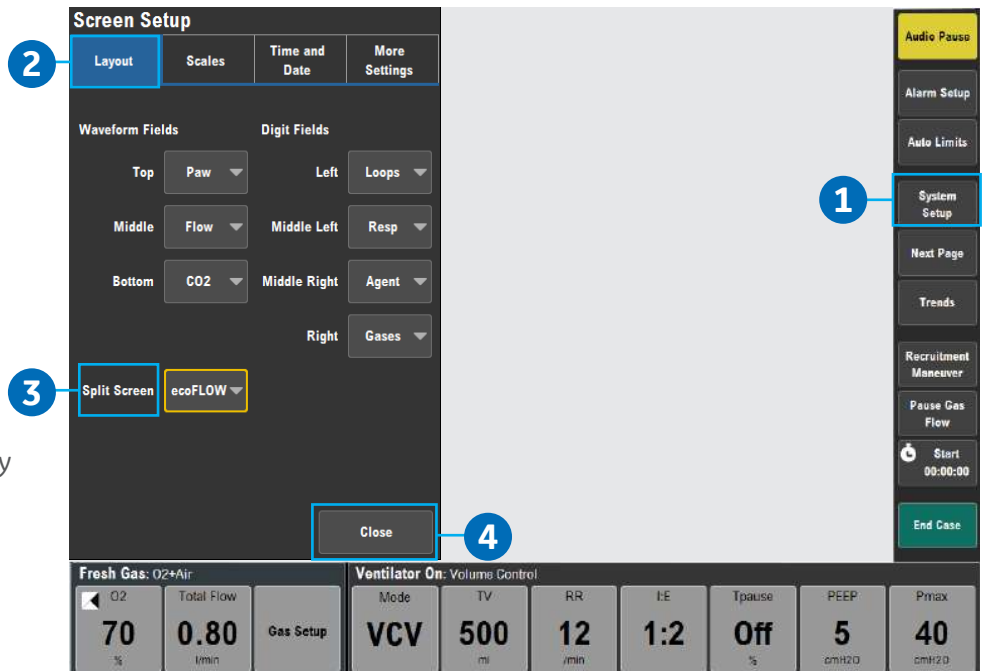 Screen Setup
Layout
Scales
Time and
Date
More
Settings
Waveform Fields
Digit Fields
Top
Paw
Left
Loops
Middle
Flow
Middle Left
Resp
Bottom
CO2
Middle Right
Agent
Right
Gases
Split Screen
ecoFLOW
Close
Audio Pause
Alarm Setup
Auto Limits
System
Setup
Next Page
Trends
Recruitment
Maneuver
Pause Gas
Flow
Start
00:00:00
End Case
1
2
3
4
y
Fresh Gas: O2+Air
Ventilator On: Volume Control
O2
70
%
Total Flow
0.80
l/min
Gas Setup
Mode
VCV
TV
500
ml
RR
12
/min
I:E
1:2
Tpause
Off
%
PEEP
5
cmH2O
Pmax
40
cmH2O